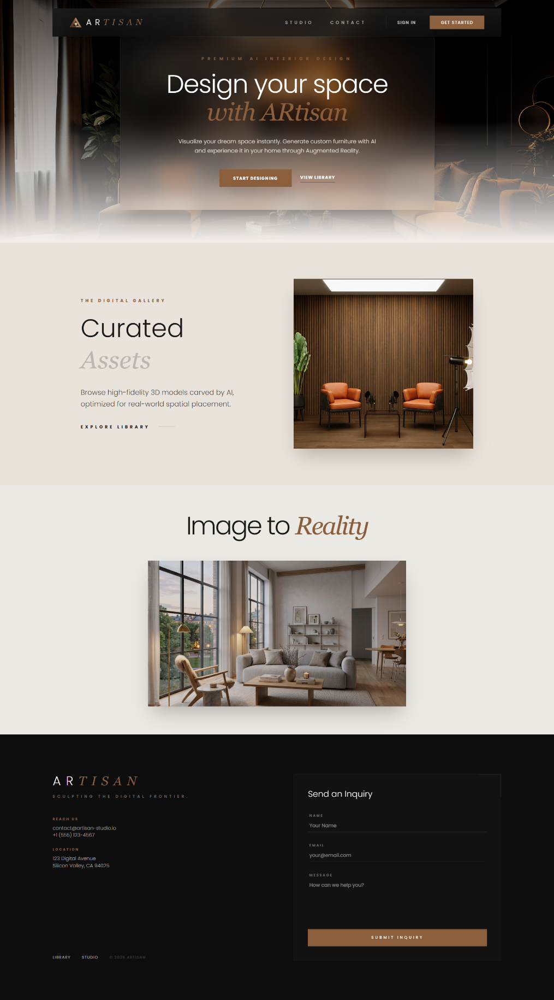 ARTISAN
STUDIO
CONTACT
SIGN IN
GET STARTED
PREMIUM AI INTERIOR DESIGN
Design your space
with ARtisan
Visualize your dream space instantly. Generate custom furniture with AI
and experience it in your home through Augmented Reality.
START DESIGNING
VIEW LIBRARY
THE DIGITAL GALLERY
Curated
Assets
Browse high-fidelity 3D models carved by AI,
optimized for real-world spatial placement.
EXPLORE LIBRARY
Image to Reality
ARTISAN
SCULPTING THE DIGITAL FRONTIER.
REACH US
contact@artisan-studio.io
+1 (555) 123-4567
LOCATION
123 Digital Avenue
Silicon Valley, CA 94025
LIBRARY
STUDIO
© 2026 ARTISAN
Send an Inquiry
NAME
Your Name
EMAIL
your@email.com
MESSAGE
How can we help you?
SUBMIT INQUIRY